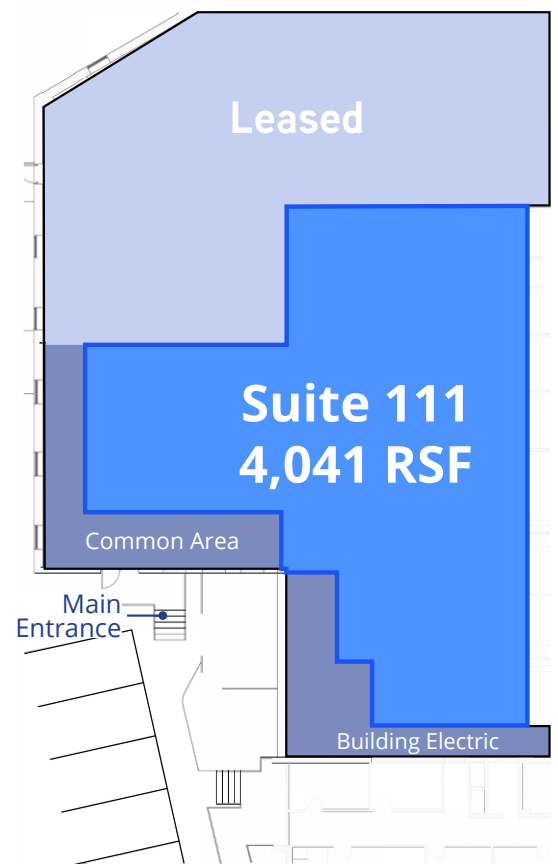 Leased
Suite 111
4,041 RSF
Common Area
Main
Entrance
Building Electric